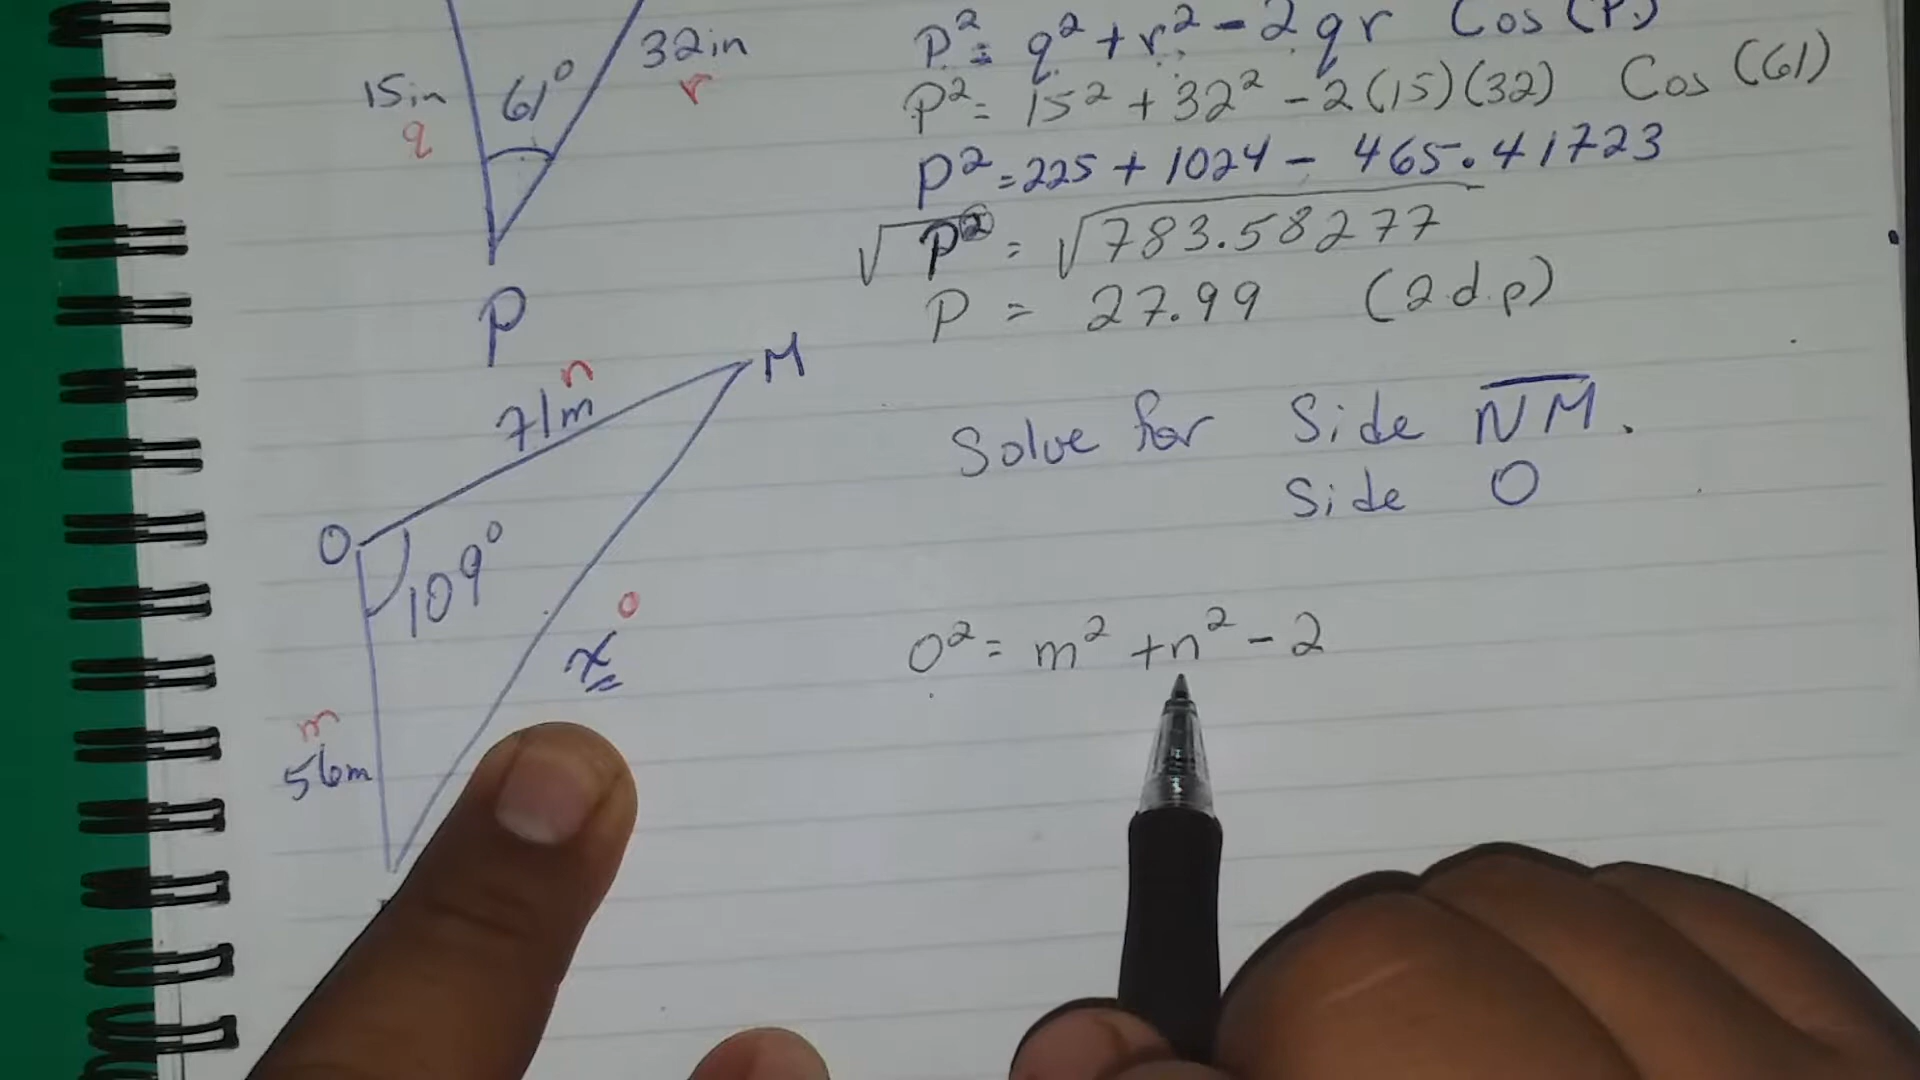 15in
q
61°
32in
r
P
P² = q² + r² - 2qr Cos (P)
P² = 15² + 32² - 2(15)(32) Cos (61)
P² = 225 + 1024 - 465.41723
√P² = √783.58277
P = 27.99 (2 d.p)
M
n
71m
O
109°
o
x
m
56m
Solve for Side NM.
Side O
o² = m² + n² - 2